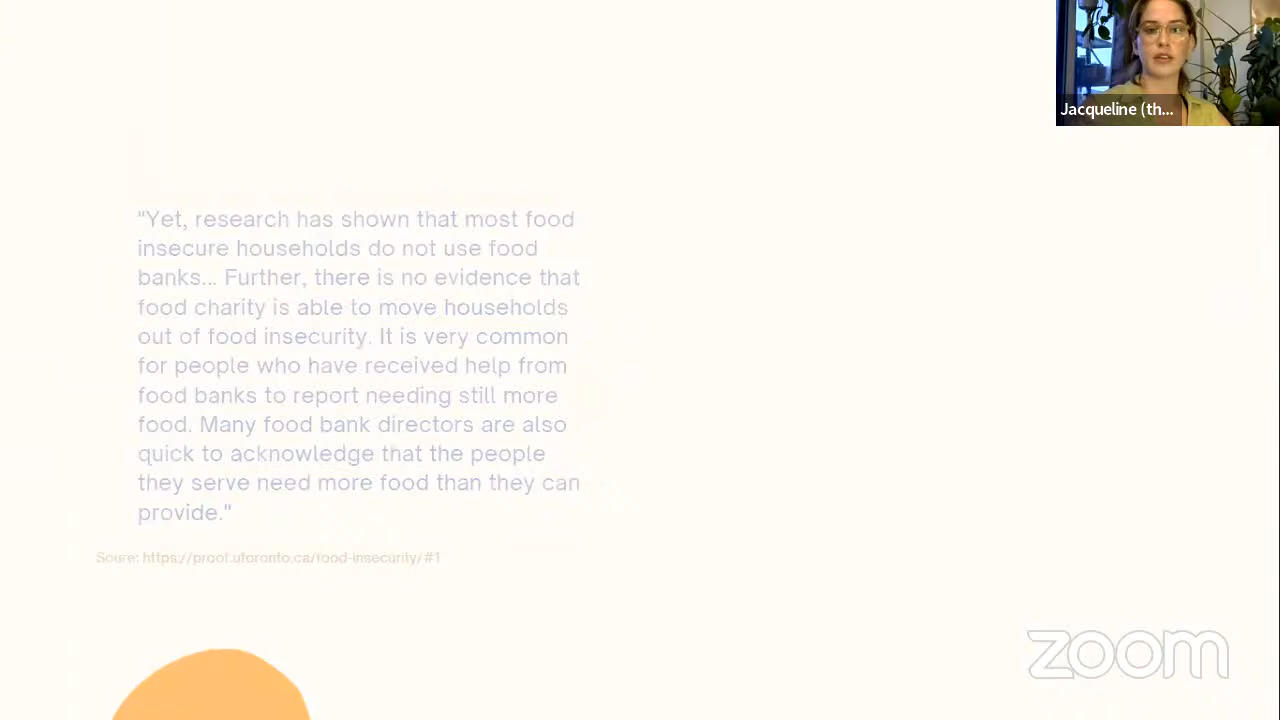 Jacqueline (th...
"Yet, research has shown that most food
insecure households do not use food
banks... Further, there is no evidence that
food charity is able to move households
out of food insecurity. It is very common
for people who have received help from
food banks to report needing still more
food. Many food bank directors are also
quick to acknowledge that the people
they serve need more food than they can
provide."
Soure: https://proof.utoronto.ca/food-insecurity/#1
zoom